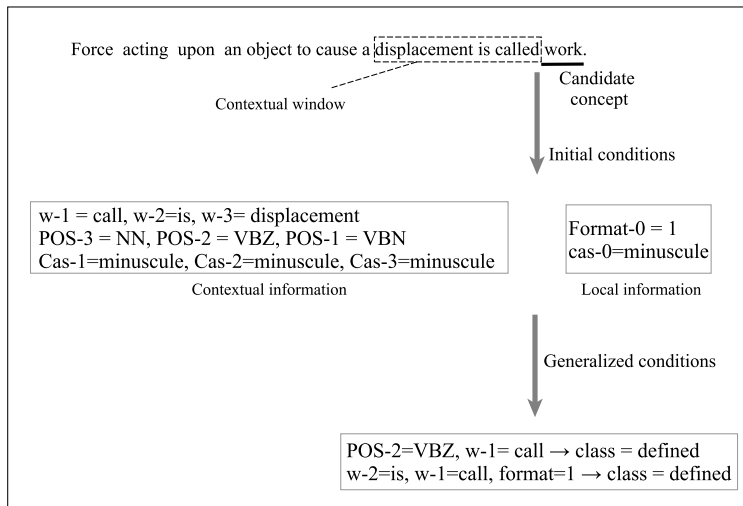 Force acting upon an object to cause a displacement is called work.
Contextual window
Candidate
concept
Initial conditions
w-1 = call, w-2=is, w-3= displacement
POS-3 = NN, POS-2 = VBZ, POS-1 = VBN
Cas-1=minuscule, Cas-2=minuscule, Cas-3=minuscule
Contextual information
Format-0 = 1
cas-0=minuscule
Local information
Generalized conditions
POS-2=VBZ, w-1= call → class = defined
w-2=is, w-1=call, format=1 → class = defined